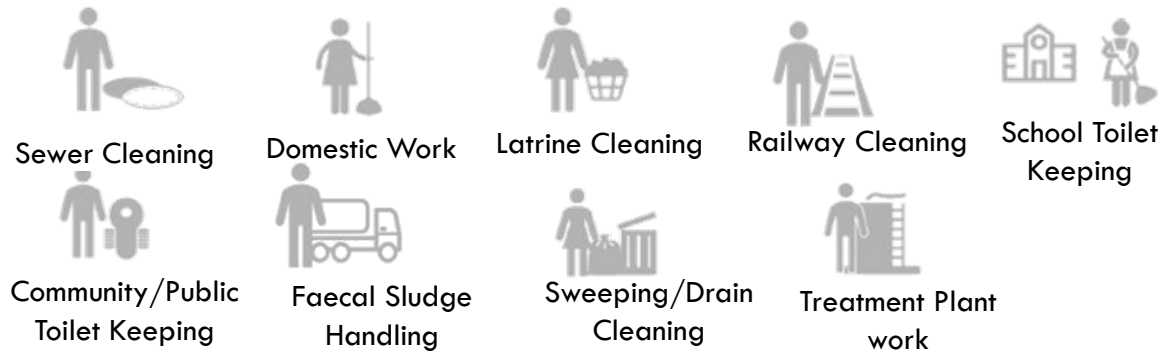 Sewer Cleaning
Domestic Work
Latrine Cleaning
Railway Cleaning
School Toilet
Keeping
Community/Public
Toilet Keeping
Faecal Sludge
Handling
Sweeping/Drain
Cleaning
Treatment Plant
work